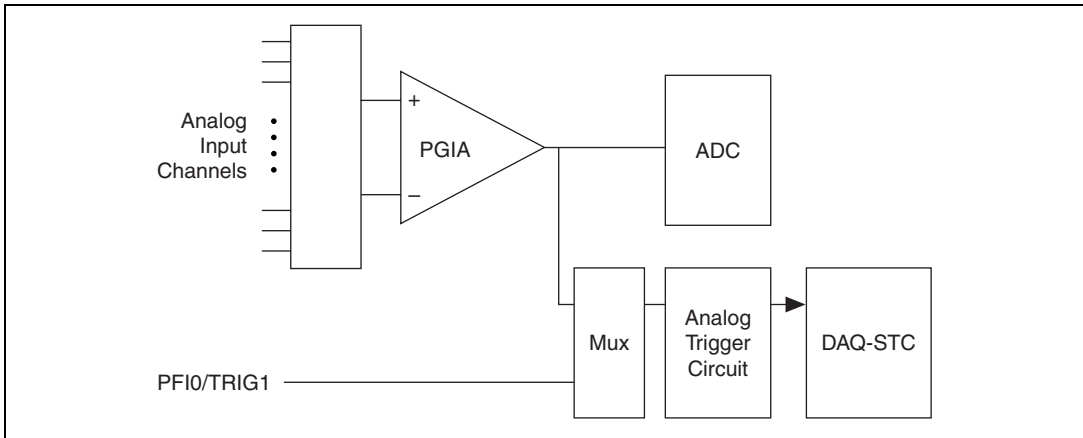 Analog
Input
Channels
+
PGIA
–
ADC
Mux
Analog
Trigger
Circuit
DAQ-STC
PFI0/TRIG1